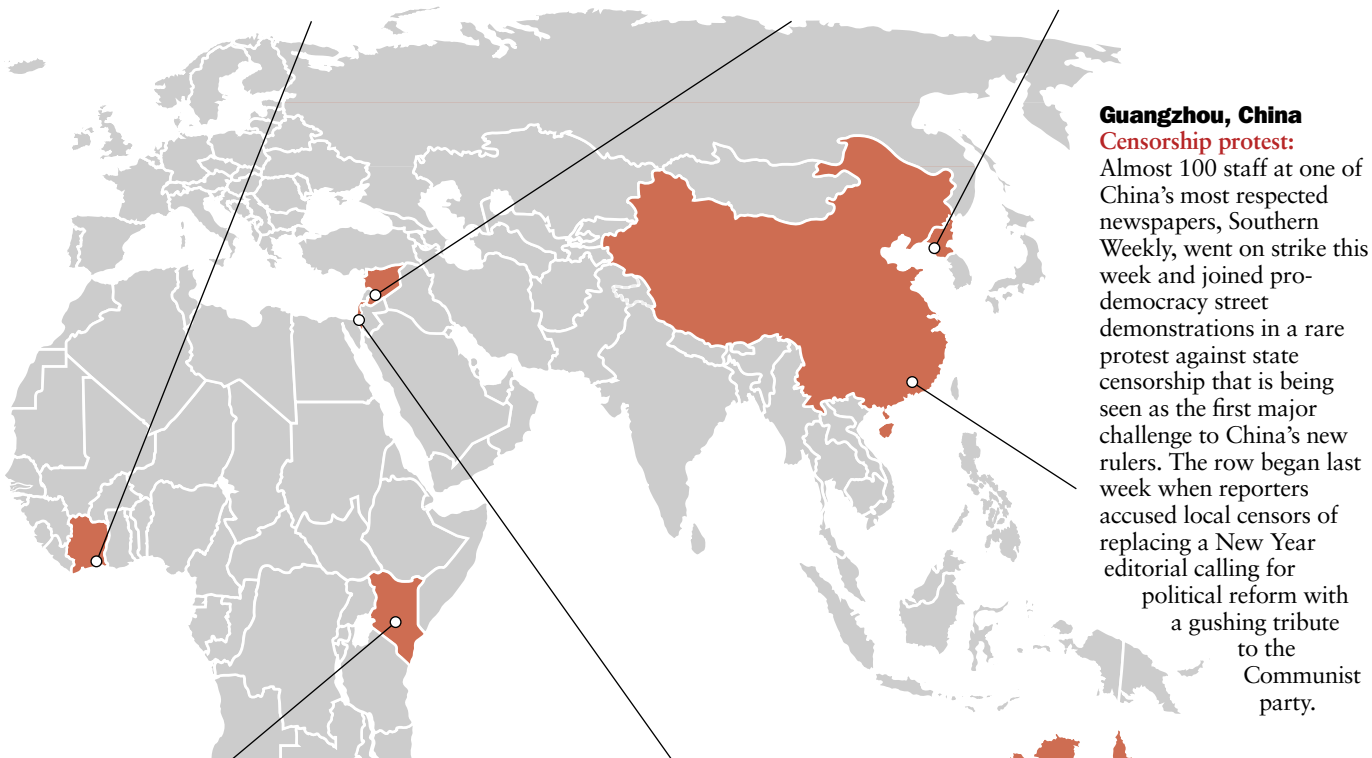 Guangzhou, China
Censorship protest:
Almost 100 staff at one of
China’s most respected
newspapers, Southern
Weekly, went on strike this
week and joined pro-
democracy street
demonstrations in a rare
protest against state
censorship that is being
seen as the first major
challenge to China’s new
rulers. The row began last
week when reporters
accused local censors of
replacing a New Year
editorial calling for
political reform with
a gushing tribute
to the
Communist
party.